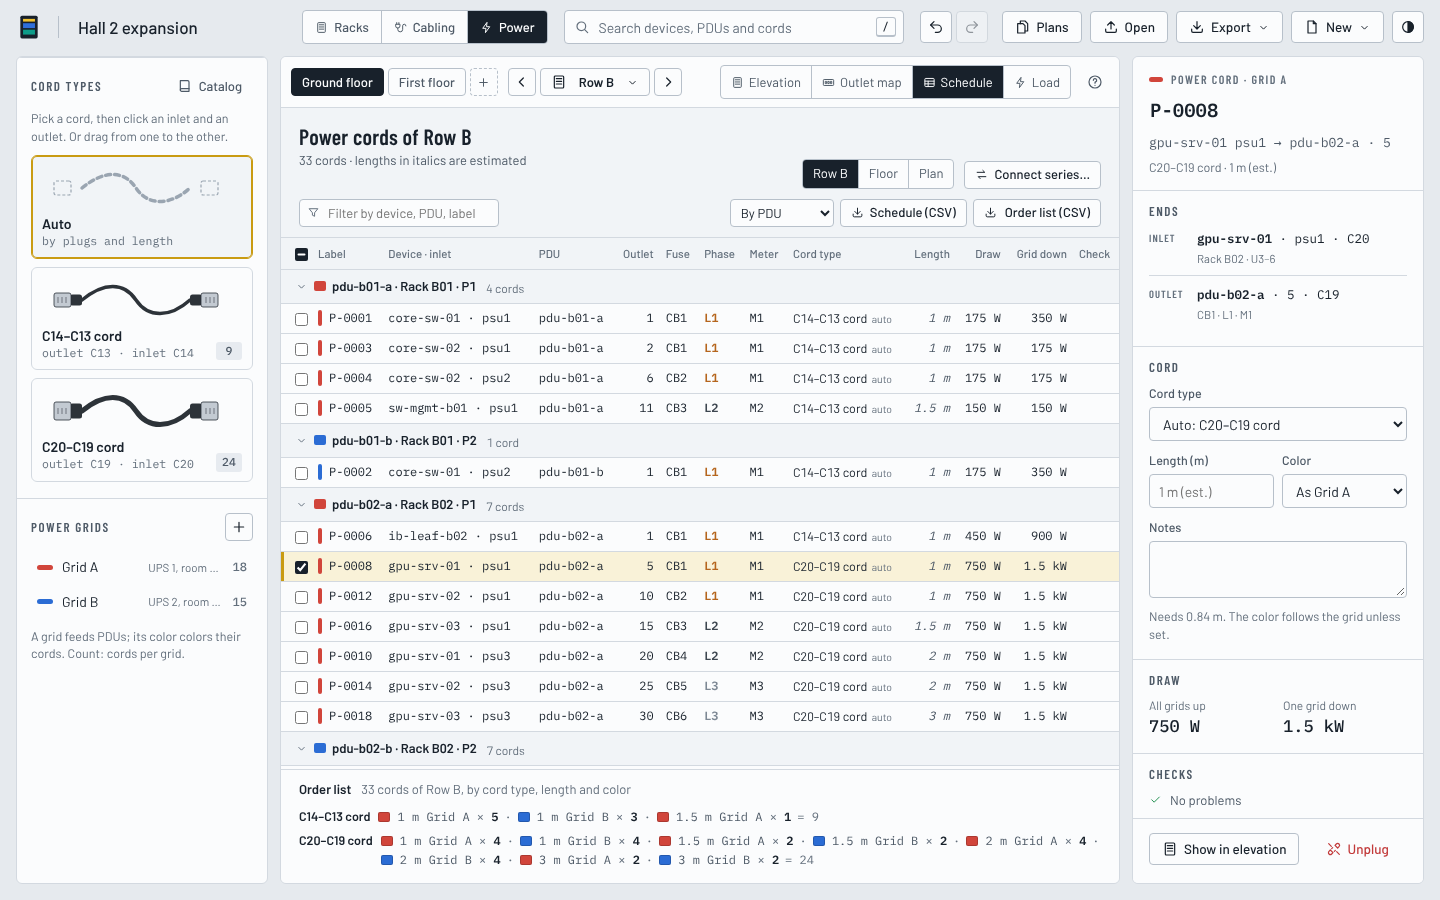 Hall 2 expansion
Racks
Cabling
Power
Search devices, PDUs and cords
/
Plans
Open
Export
New
CORD TYPES
Catalog
Pick a cord, then click an inlet and an
outlet. Or drag from one to the other.
Auto
by plugs and length
C14–C13 cord
outlet C13 · inlet C14
9
C20–C19 cord
outlet C19 · inlet C20
24
POWER GRIDS
+
Grid A UPS 1, room ... 18
Grid B UPS 2, room ... 15
A grid feeds PDUs; its color colors their
cords. Count: cords per grid.
Ground floor
First floor
+
Row B
Elevation
Outlet map
Schedule
Load
Power cords of Row B
33 cords · lengths in italics are estimated
Row B
Floor
Plan
Connect series...
Filter by device, PDU, label
By PDU
Schedule (CSV)
Order list (CSV)
Label Device · inlet PDU Outlet Fuse Phase Meter Cord type Length Draw Grid down Check
pdu-b01-a · Rack B01 · P1 4 cords
P-0001 core-sw-01 · psu1 pdu-b01-a 1 CB1 L1 M1 C14–C13 cord auto 1 m 175 W 350 W
P-0003 core-sw-02 · psu1 pdu-b01-a 2 CB1 L1 M1 C14–C13 cord auto 1 m 175 W 175 W
P-0004 core-sw-02 · psu2 pdu-b01-a 6 CB2 L1 M1 C14–C13 cord auto 1 m 175 W 175 W
P-0005 sw-mgmt-b01 · psu1 pdu-b01-a 11 CB3 L2 M2 C14–C13 cord auto 1.5 m 150 W 150 W
pdu-b01-b · Rack B01 · P2 1 cord
P-0002 core-sw-01 · psu2 pdu-b01-b 1 CB1 L1 M1 C14–C13 cord auto 1 m 175 W 350 W
pdu-b02-a · Rack B02 · P1 7 cords
P-0006 ib-leaf-b02 · psu1 pdu-b02-a 1 CB1 L1 M1 C14–C13 cord auto 1 m 450 W 900 W
P-0008 gpu-srv-01 · psu1 pdu-b02-a 5 CB1 L1 M1 C20–C19 cord auto 1 m 750 W 1.5 kW
P-0012 gpu-srv-02 · psu1 pdu-b02-a 10 CB2 L1 M1 C20–C19 cord auto 1 m 750 W 1.5 kW
P-0016 gpu-srv-03 · psu1 pdu-b02-a 15 CB3 L2 M2 C20–C19 cord auto 1.5 m 750 W 1.5 kW
P-0010 gpu-srv-01 · psu3 pdu-b02-a 20 CB4 L2 M2 C20–C19 cord auto 2 m 750 W 1.5 kW
P-0014 gpu-srv-02 · psu3 pdu-b02-a 25 CB5 L3 M3 C20–C19 cord auto 2 m 750 W 1.5 kW
P-0018 gpu-srv-03 · psu3 pdu-b02-a 30 CB6 L3 M3 C20–C19 cord auto 3 m 750 W 1.5 kW
pdu-b02-b · Rack B02 · P2 7 cords
Order list 33 cords of Row B, by cord type, length and color
C14–C13 cord 1 m Grid A × 5 · 1 m Grid B × 3 · 1.5 m Grid A × 1 = 9
C20–C19 cord 1 m Grid A × 4 · 1 m Grid B × 4 · 1.5 m Grid A × 2 · 1.5 m Grid B × 2 · 2 m Grid A × 4 ·
2 m Grid B × 4 · 3 m Grid A × 2 · 3 m Grid B × 2 = 24
POWER CORD · GRID A
P-0008
gpu-srv-01 psu1 → pdu-b02-a · 5
C20–C19 cord · 1 m (est.)
ENDS
INLET gpu-srv-01 · psu1 · C20
Rack B02 · U3–6
OUTLET pdu-b02-a · 5 · C19
CB1 · L1 · M1
CORD
Cord type
Auto: C20–C19 cord
Length (m) Color
1 m (est.) As Grid A
Notes
Needs 0.84 m. The color follows the grid unless
set.
DRAW
All grids up One grid down
750 W 1.5 kW
CHECKS
No problems
Show in elevation
Unplug